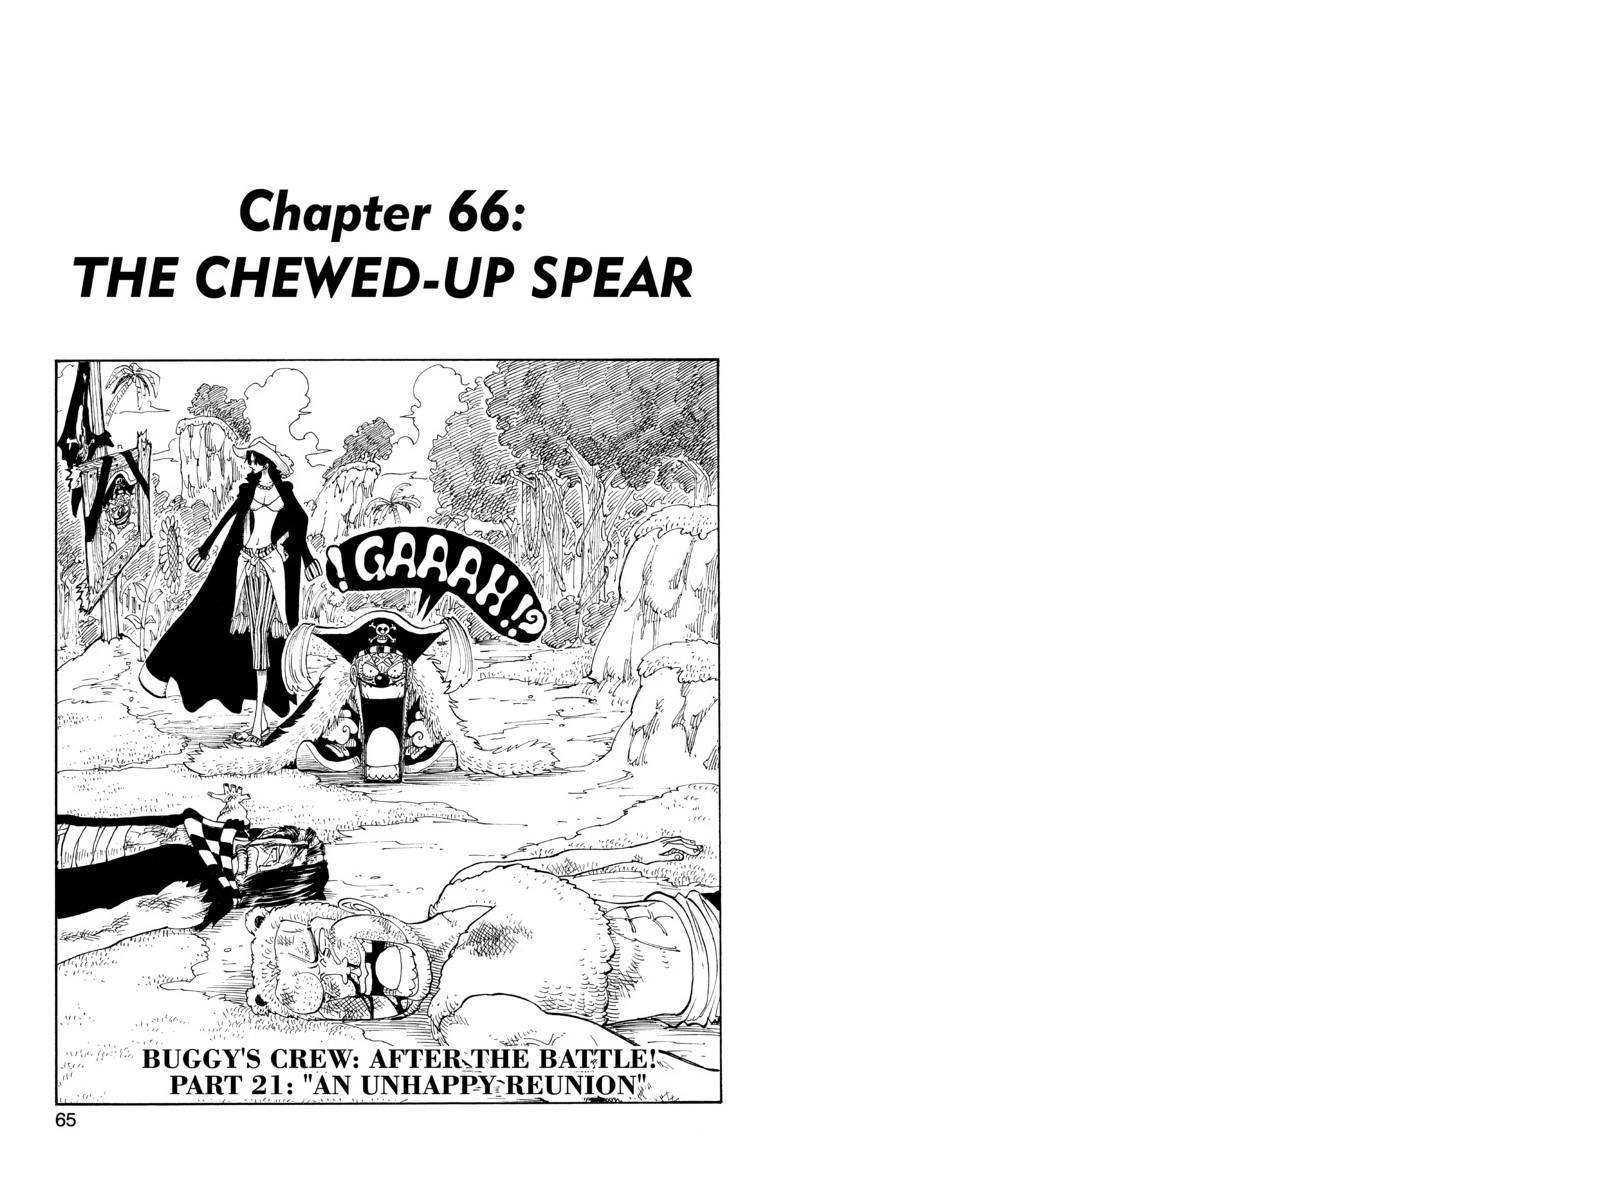 Chapter 66:
THE CHEWED-UP SPEAR
! GAAAH!?
BUGGY'S CREW: AFTER THE BATTLE!
PART 21: "AN UNHAPPY REUNION"
65